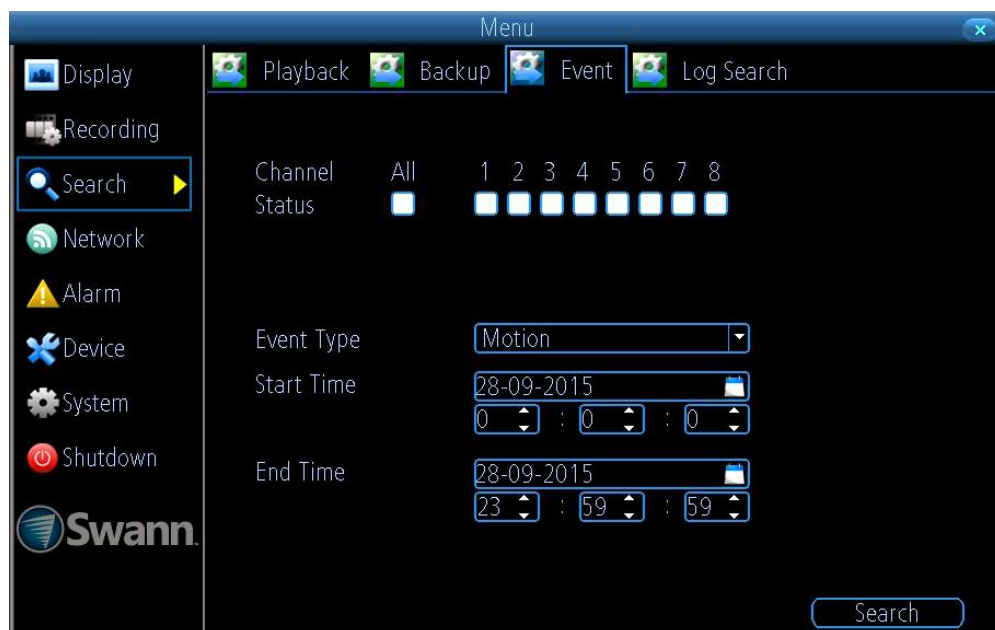 Menu
Display
Recording
Search
Network
Alarm
Device
System
Shutdown
Swann
Playback Backup Event Log Search
Channel All 1 2 3 4 5 6 7 8
Status
Event Type Motion
Start Time 28-09-2015
0 : 0 : 0
End Time 28-09-2015
23 : 59 : 59
Search